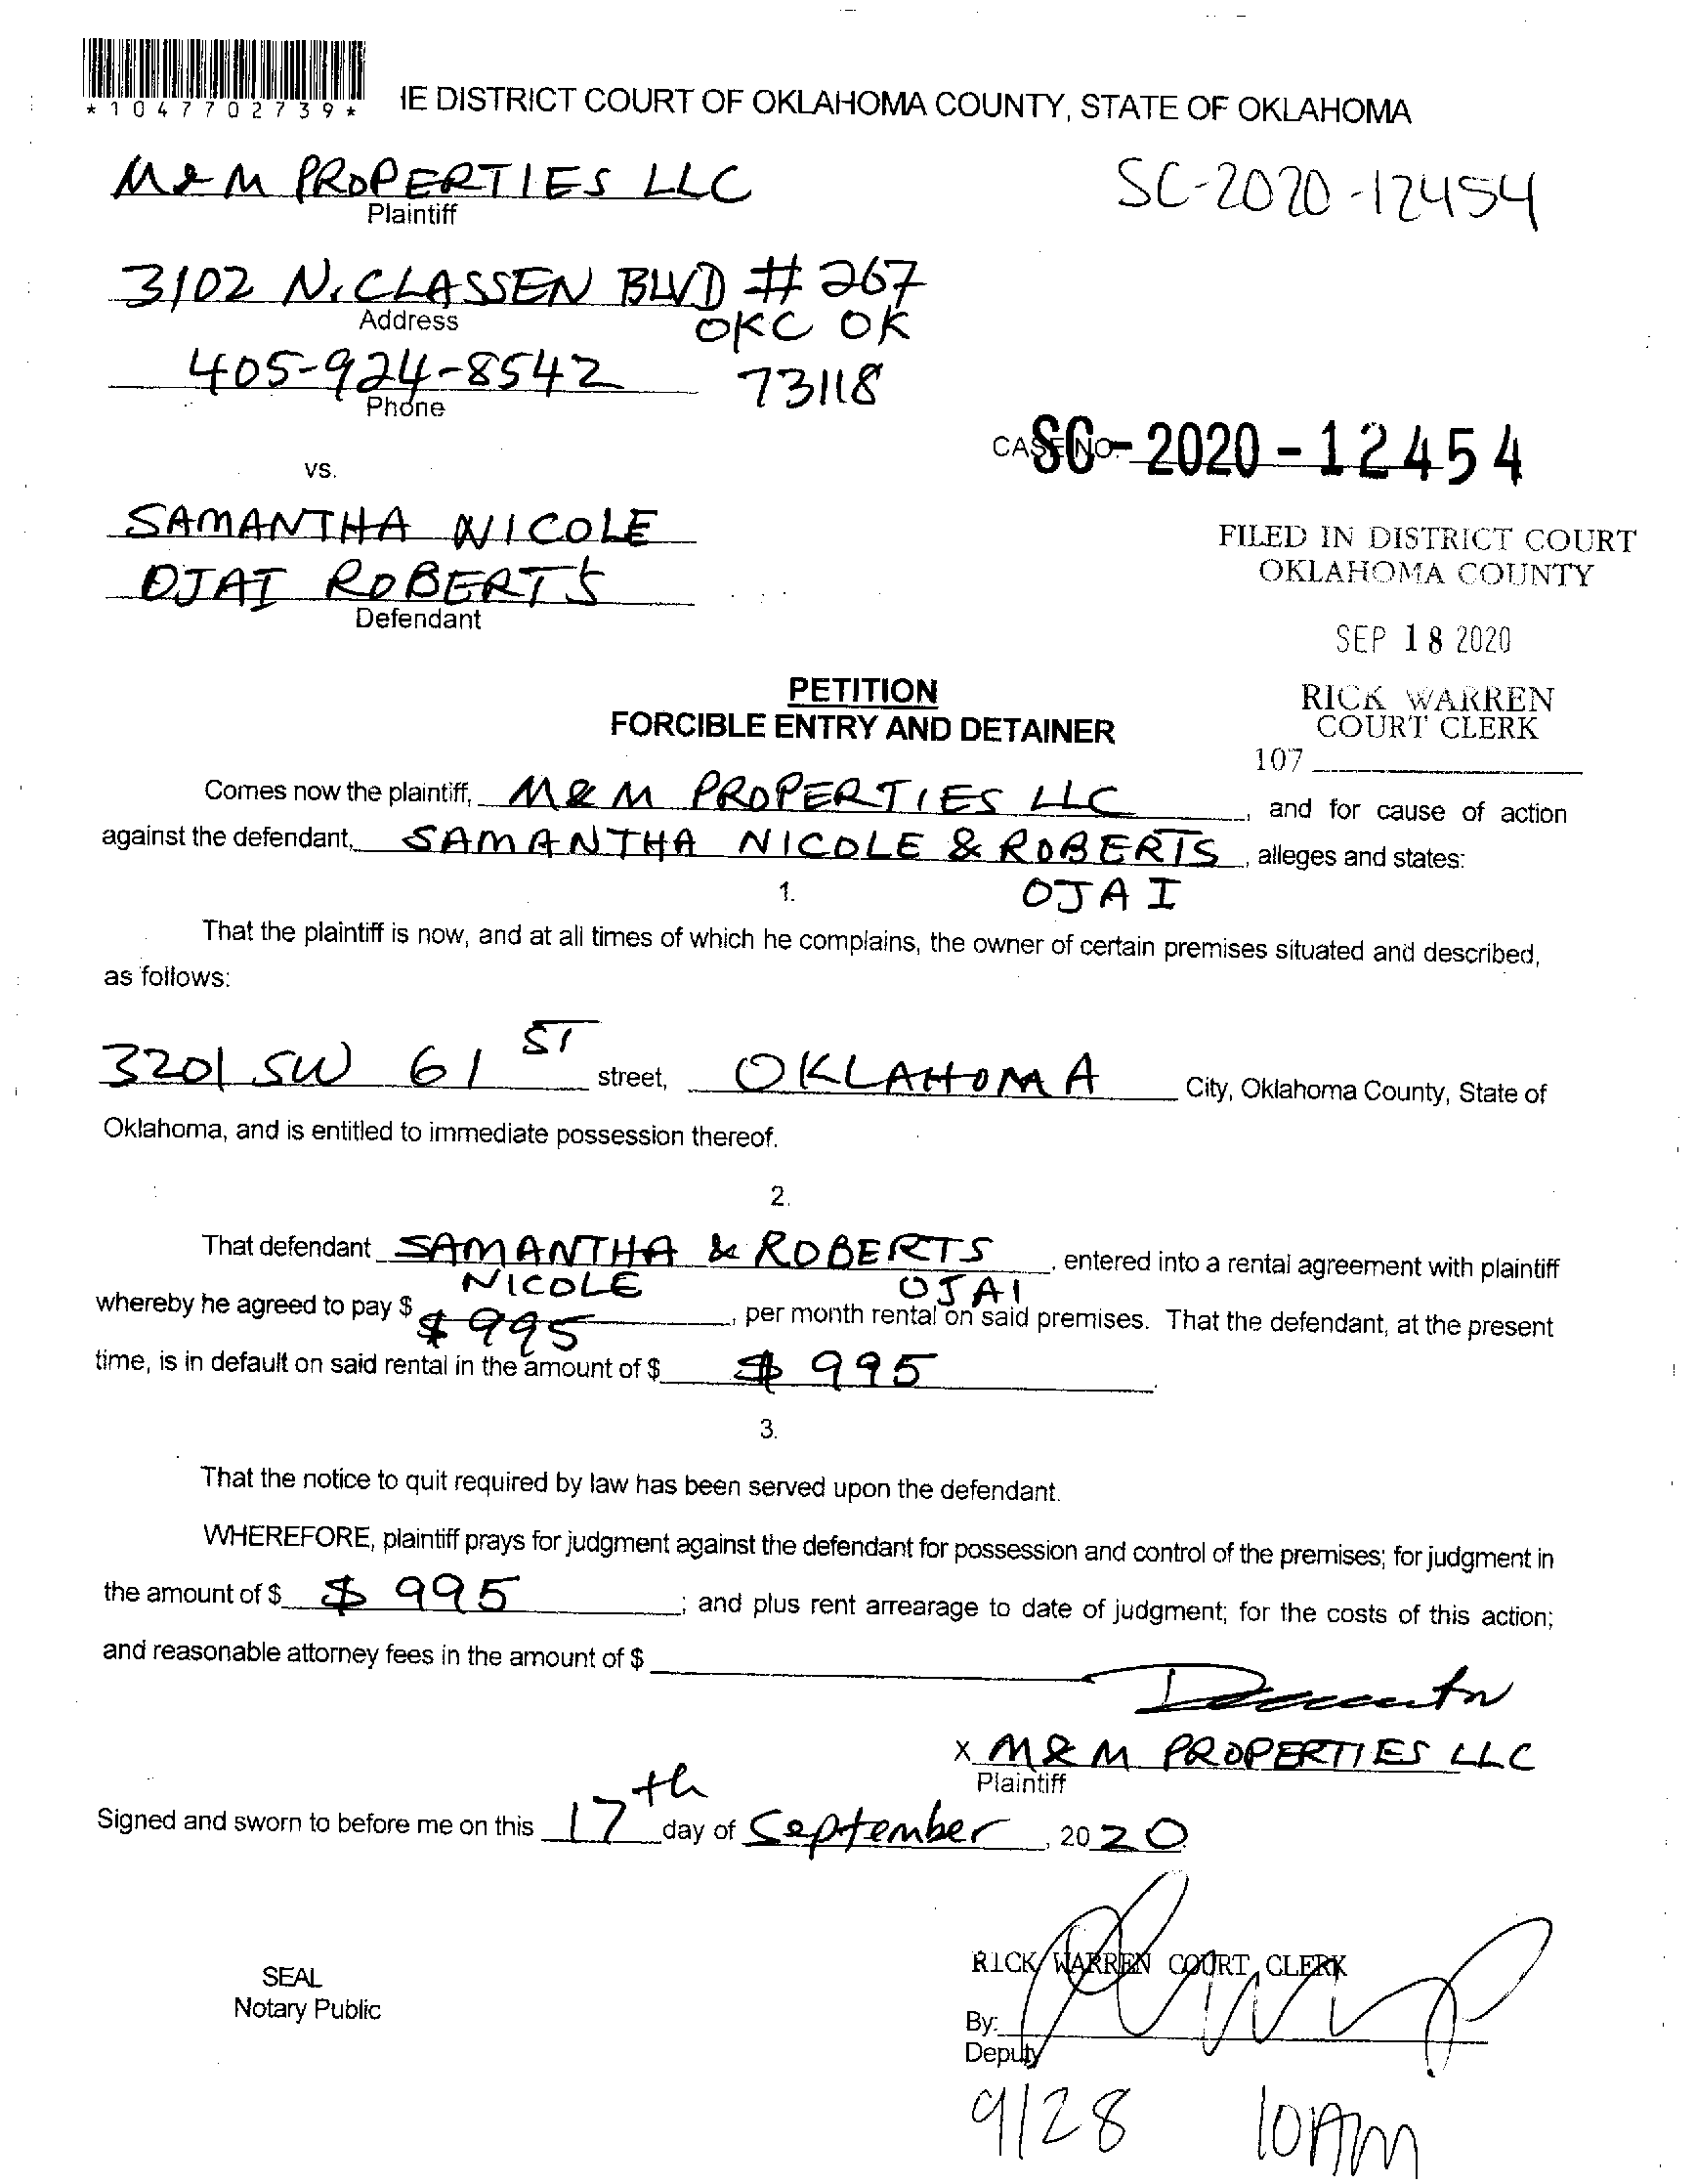 *1047702739*
IE DISTRICT COURT OF OKLAHOMA COUNTY, STATE OF OKLAHOMA
M & M PROPERTIES LLC
Plaintiff
SC-2020-12454
3102 N. CLASSEN BLVD # 267
Address
OKC OK
405-924-8542
73118
Phone
CASE NO.
SC-2020-12454
vs.
SAMANTHA NICOLE
OJAI ROBERTS
Defendant
FILED IN DISTRICT COURT
OKLAHOMA COUNTY
SEP 18 2020
RICK WARREN
COURT CLERK
107
PETITION
FORCIBLE ENTRY AND DETAINER
Comes now the plaintiff, M & M PROPERTIES LLC, and for cause of action
against the defendant, SAMANTHA NICOLE & ROBERTS, alleges and states:
1. OJAI
That the plaintiff is now, and at all times of which he complains, the owner of certain premises situated and described,
as follows:
3201 SW 61 ST street, OKLAHOMA City, Oklahoma County, State of
Oklahoma, and is entitled to immediate possession thereof.
2.
That defendant SAMANTHA & ROBERTS, entered into a rental agreement with plaintiff
NICOLE OJAI
whereby he agreed to pay $ $ 995, per month rental on said premises. That the defendant, at the present
time, is in default on said rental in the amount of $ $ 995.
3.
That the notice to quit required by law has been served upon the defendant.
WHEREFORE, plaintiff prays for judgment against the defendant for possession and control of the premises; for judgment in
the amount of $ $ 995; and plus rent arrearage to date of judgment; for the costs of this action;
and reasonable attorney fees in the amount of $
x M & M PROPERTIES LLC
Plaintiff
Signed and sworn to before me on this 17th day of September, 2020
RICK WARREN COURT CLERK
SEAL
Notary Public
By:
Deputy
9/28 10AM